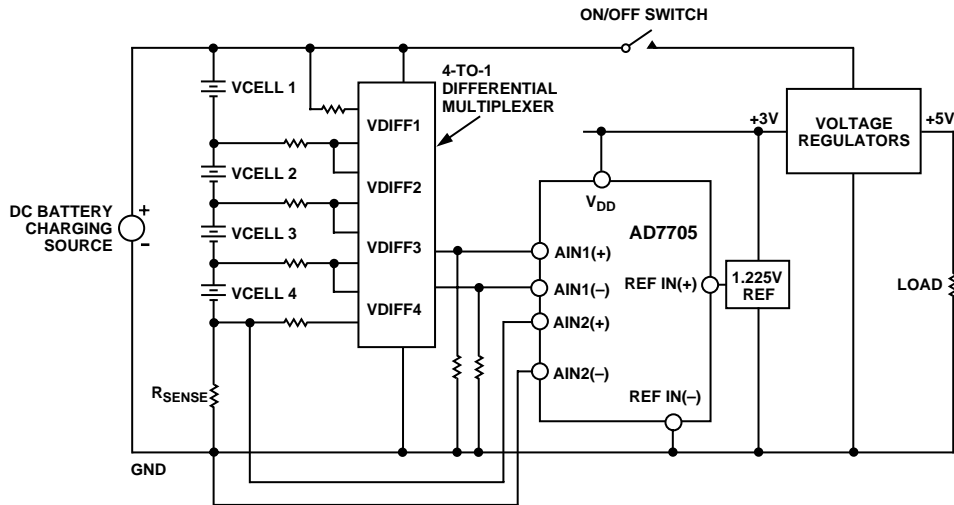 ON/OFF SWITCH
4-TO-1
DIFFERENTIAL
MULTIPLEXER
VCELL 1
VDIFF1
+3V
VOLTAGE
REGULATORS
+5V
VCELL 2
VDIFF2
VDD
DC BATTERY
CHARGING
SOURCE
+
–
VCELL 3
VDIFF3
AD7705
AIN1(+)
REF IN(+)
1.225V
REF
LOAD
VCELL 4
VDIFF4
AIN1(–)
AIN2(+)
RSENSE
AIN2(–)
REF IN(–)
GND